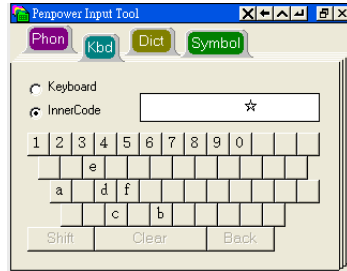 Penpower Input Tool
Phon Kbd Dict Symbol
Keyboard
InnerCode ☆
1 2 3 4 5 6 7 8 9 0
e
a d f
c b
Shift Clear Back